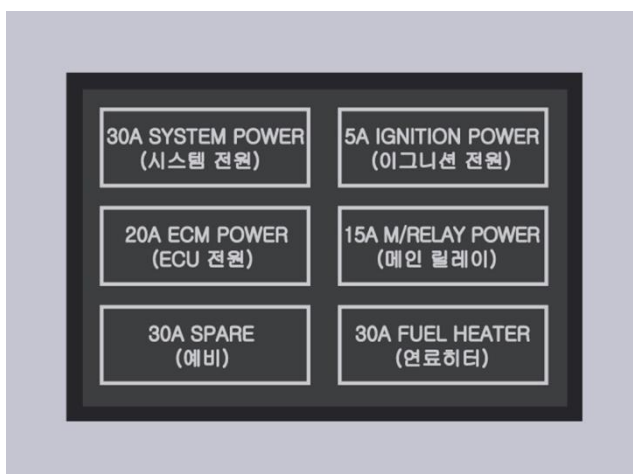 30A SYSTEM POWER
(시스템 전원)
5A IGNITION POWER
(이그니션 전원)
20A ECM POWER
(ECU 전원)
15A M/RELAY POWER
(메인 릴레이)
30A SPARE
(예비)
30A FUEL HEATER
(연료히터)